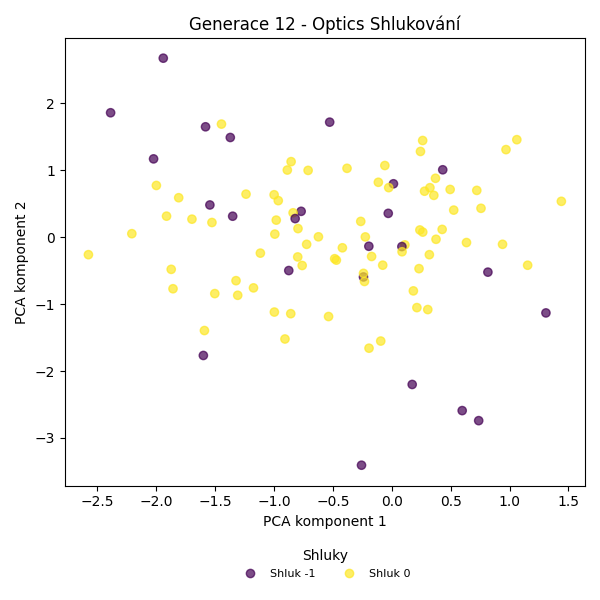 Generace 12 - Optics Shlukování
PCA komponent 2
2
1
0
−1
−2
−3
−2.5 −2.0 −1.5 −1.0 −0.5 0.0 0.5 1.0 1.5
PCA komponent 1
Shluky
Shluk -1 Shluk 0